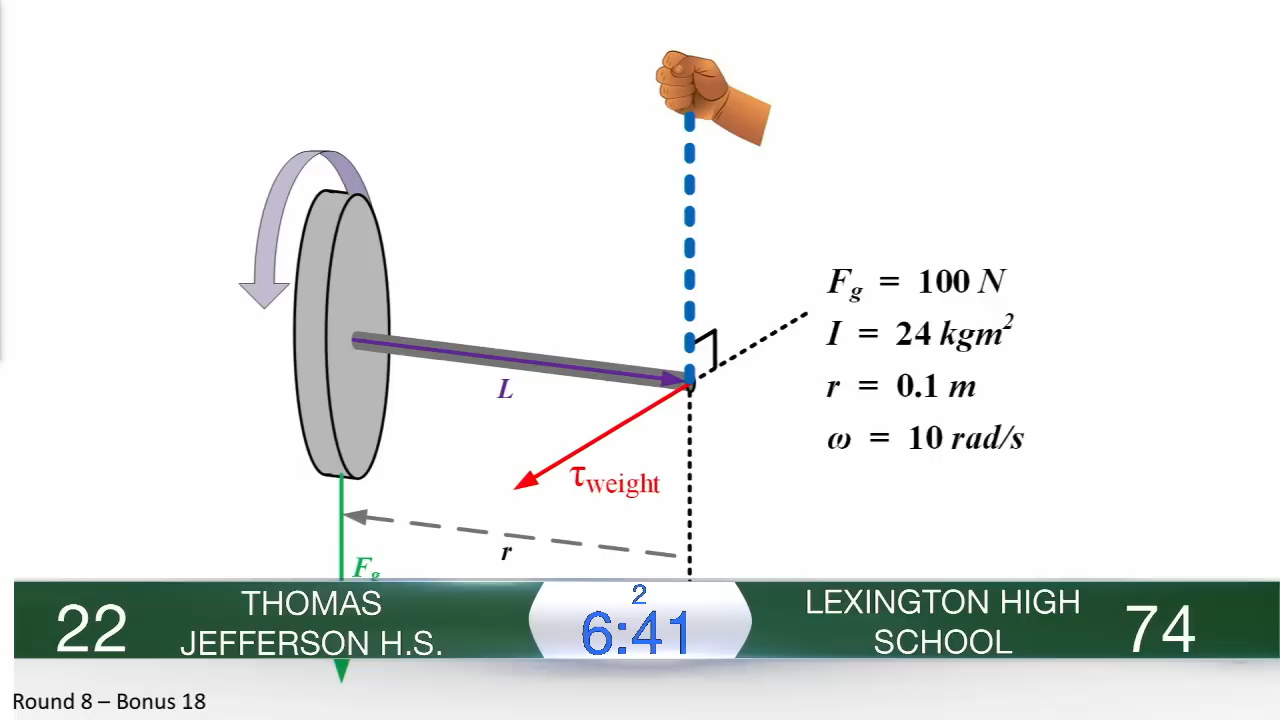 F_g = 100 N
I = 24 kgm²
r = 0.1 m
ω = 10 rad/s
L
τ_weight
r
F_g
22
THOMAS
JEFFERSON H.S.
2
6:41
LEXINGTON HIGH
SCHOOL
74
Round 8 – Bonus 18